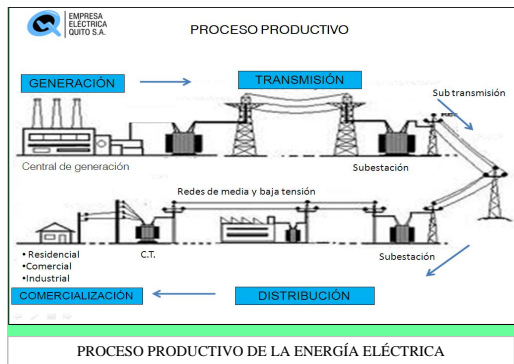 EMPRESA
ELÉCTRICA
QUITO S.A.
PROCESO PRODUCTIVO
GENERACIÓN
TRANSMISIÓN
Sub transmisión
Central de generación
Subestación
Redes de media y baja tensión
• Residencial
•Comercial
•Industrial
C.T.
Subestación
COMERCIALIZACIÓN
DISTRIBUCIÓN
PROCESO PRODUCTIVO DE LA ENERGÍA ELÉCTRICA